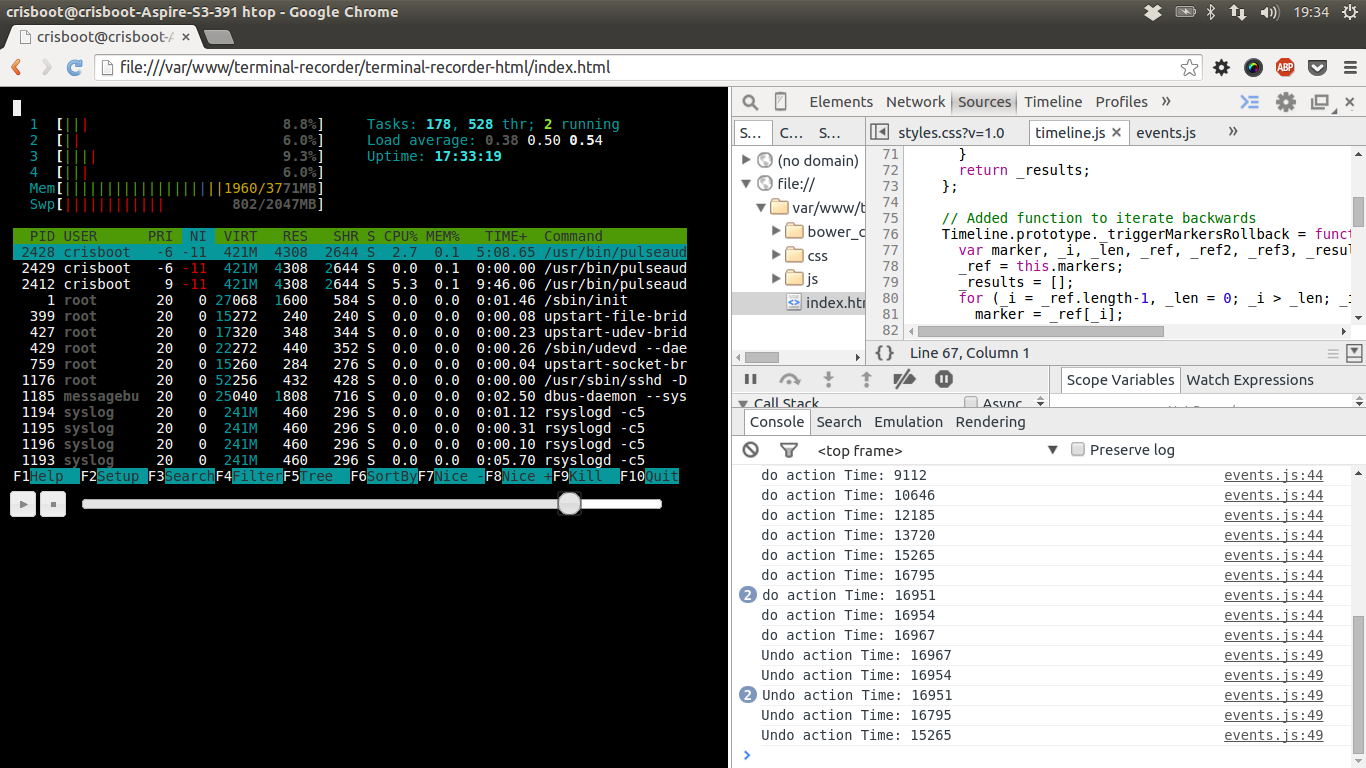 crisboot@crisboot-Aspire-S3-391 htop - Google Chrome
19:34
crisboot@crisboot-A
file:///var/www/terminal-recorder/terminal-recorder-html/index.html
ABP
1 [||| 8.8%] Tasks: 178, 528 thr; 2 running
2 [|| 6.0%] Load average: 0.38 0.50 0.54
3 [|||| 9.3%] Uptime: 17:33:19
4 [||| 6.0%]
Mem[|||||||||||||||||||1960/3771MB]
Swp[|||||||||||| 802/2047MB]
PID USER PRI NI VIRT RES SHR S CPU% MEM% TIME+ Command
2428 crisboot -6 -11 421M 4308 2644 S 2.7 0.1 5:08.65 /usr/bin/pulseaud
2429 crisboot -6 -11 421M 4308 2644 S 0.0 0.1 0:00.00 /usr/bin/pulseaud
2412 crisboot 9 -11 421M 4308 2644 S 5.3 0.1 9:46.06 /usr/bin/pulseaud
1 root 20 0 27068 1600 584 S 0.0 0.0 0:01.46 /sbin/init
399 root 20 0 15272 240 240 S 0.0 0.0 0:00.08 upstart-file-brid
427 root 20 0 17320 348 344 S 0.0 0.0 0:00.23 upstart-udev-brid
429 root 20 0 22272 440 352 S 0.0 0.0 0:00.26 /sbin/udevd --dae
759 root 20 0 15260 284 276 S 0.0 0.0 0:00.04 upstart-socket-br
1176 root 20 0 52256 432 428 S 0.0 0.0 0:00.00 /usr/sbin/sshd -D
1185 messagebu 20 0 25040 1808 716 S 0.0 0.0 0:02.50 dbus-daemon --sys
1194 syslog 20 0 241M 460 296 S 0.0 0.0 0:01.12 rsyslogd -c5
1195 syslog 20 0 241M 460 296 S 0.0 0.0 0:00.31 rsyslogd -c5
1196 syslog 20 0 241M 460 296 S 0.0 0.0 0:00.10 rsyslogd -c5
1193 syslog 20 0 241M 460 296 S 0.0 0.0 0:05.70 rsyslogd -c5
F1Help F2Setup F3SearchF4FilterF5Tree F6SortByF7Nice -F8Nice +F9Kill F10Quit
Elements Network Sources Timeline Profiles »
S... C... S... styles.css?v=1.0 timeline.js × events.js »
(no domain)
file://
var/www/t
bower_c
css
js
index.htm
71 }
72 return _results;
73 };
74
75 // Added function to iterate backwards
76 Timeline.prototype._triggerMarkersRollback = funct
77 var marker, _i, _len, _ref, _ref2, _ref3, _resul
78 _ref = this.markers;
79 _results = [];
80 for (_i = _ref.length-1, _len = 0; _i > _len; _i
81 marker = _ref[_i];
82
{} Line 67, Column 1
Scope Variables Watch Expressions
Call Stack Async
Console Search Emulation Rendering
<top frame> Preserve log
do action Time: 9112 events.js:44
do action Time: 10646 events.js:44
do action Time: 12185 events.js:44
do action Time: 13720 events.js:44
do action Time: 15265 events.js:44
do action Time: 16795 events.js:44
2 do action Time: 16951 events.js:44
do action Time: 16954 events.js:44
do action Time: 16967 events.js:44
Undo action Time: 16967 events.js:49
Undo action Time: 16954 events.js:49
2 Undo action Time: 16951 events.js:49
Undo action Time: 16795 events.js:49
Undo action Time: 15265 events.js:49
>